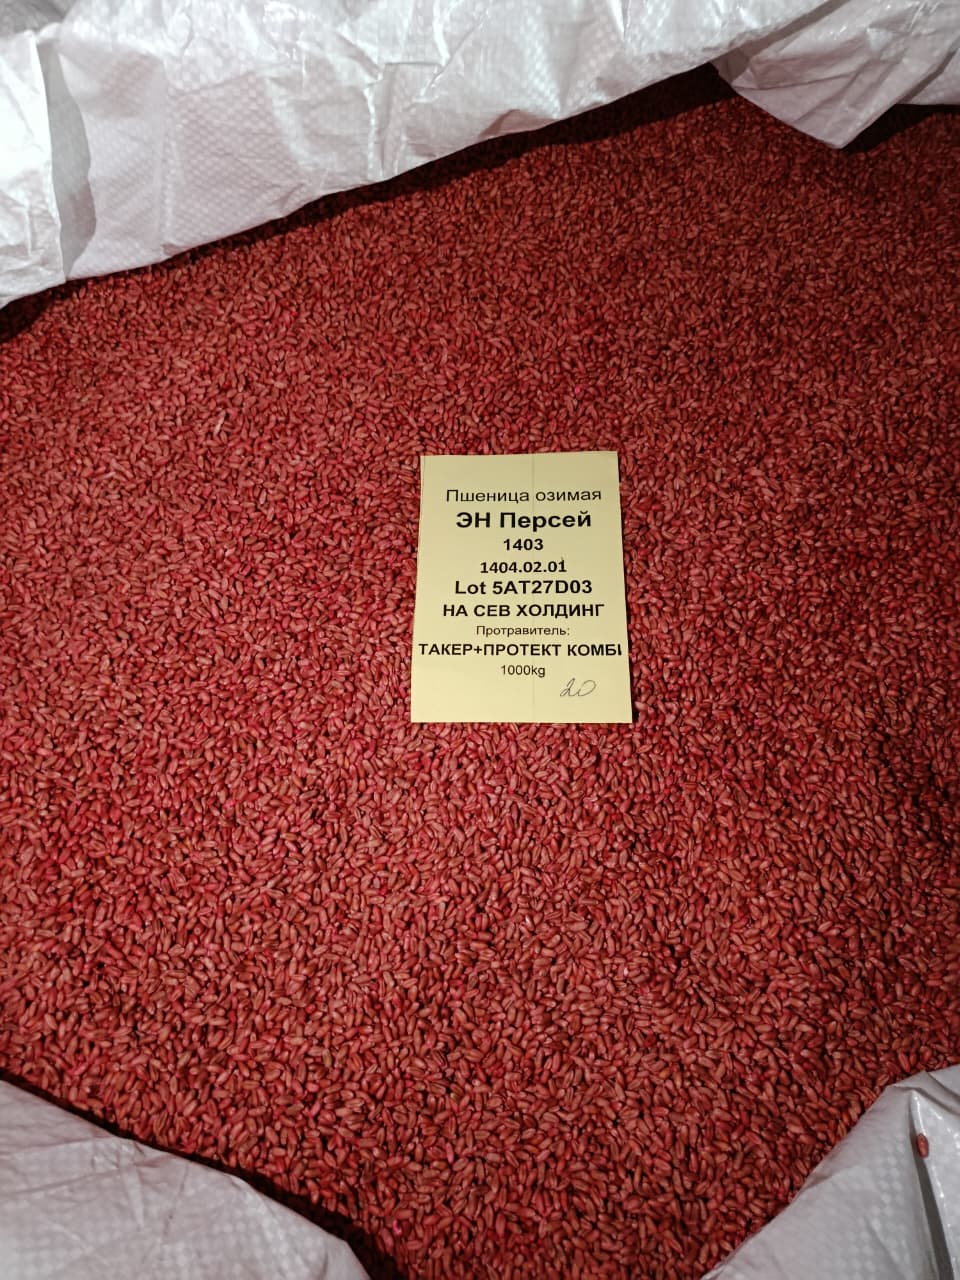 Пшеница озимая
ЭН Персей
1403
1404.02.01
Lot 5AT27D03
НА СЕВ ХОЛДИНГ
Протравитель:
ТАКЕР+ПРОТЕКТ КОМБИ
1000kg
20